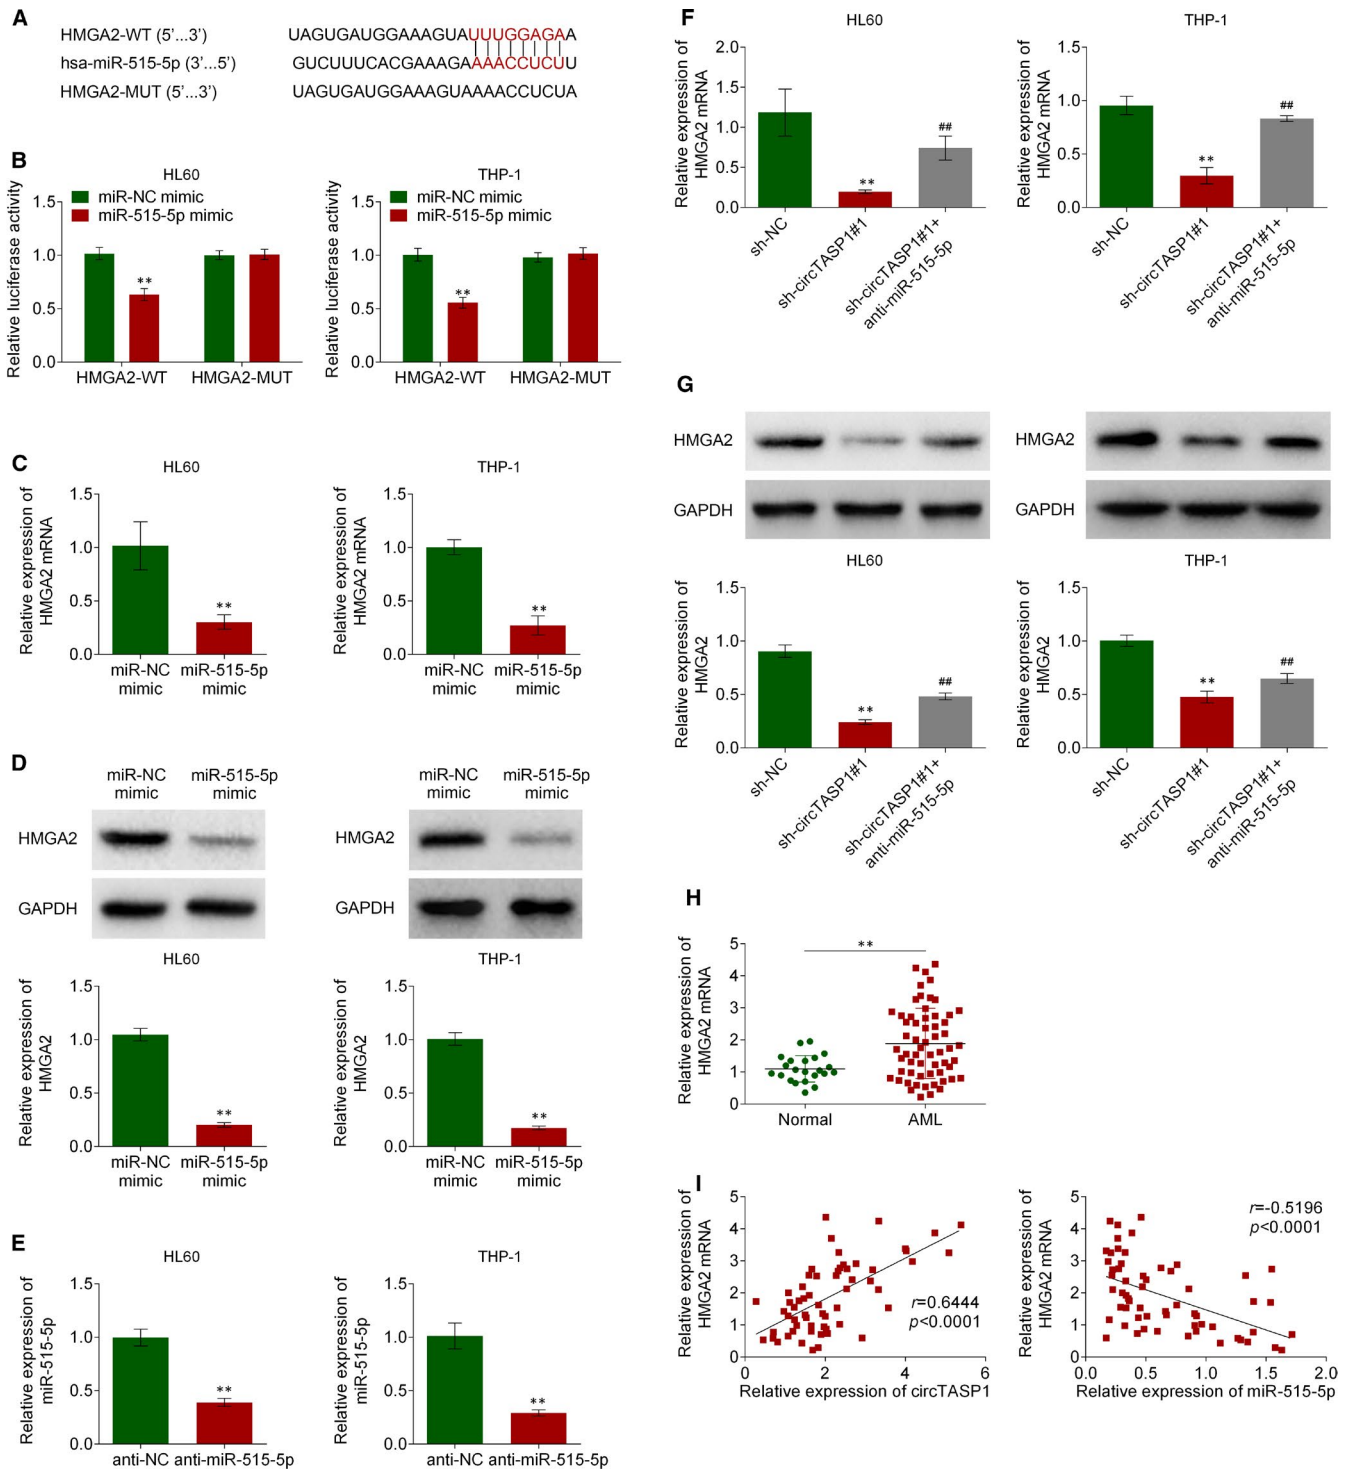 A
HMGA2-WT (5'...3') UAGUGAUGGAAAGUAUUUGGAGAA
hsa-miR-515-5p (3'...5') GUCUUUCACGAAAGAAAACCUCUU
HMGA2-MUT (5'...3') UAGUGAUGGAAAGUAAAACCUCUA
B
HL60
Relative luciferase activity
miR-NC mimic
miR-515-5p mimic
1.5
1.0
0.5
0.0
**
HMGA2-WT HMGA2-MUT
THP-1
Relative luciferase activity
miR-NC mimic
miR-515-5p mimic
1.5
1.0
0.5
0.0
**
HMGA2-WT HMGA2-MUT
C
HL60
Relative expression of
HMGA2 mRNA
1.5
1.0
0.5
0.0
**
miR-NC miR-515-5p
mimic mimic
THP-1
Relative expression of
HMGA2 mRNA
1.5
1.0
0.5
0.0
**
miR-NC miR-515-5p
mimic mimic
D
miR-NC miR-515-5p
mimic mimic
HMGA2
GAPDH
miR-NC miR-515-5p
mimic mimic
HMGA2
GAPDH
HL60
Relative expression of
HMGA2
1.5
1.0
0.5
0.0
**
miR-NC miR-515-5p
mimic mimic
THP-1
Relative expression of
HMGA2
1.5
1.0
0.5
0.0
**
miR-NC miR-515-5p
mimic mimic
E
HL60
Relative expression of
miR-515-5p
1.5
1.0
0.5
0.0
**
anti-NC anti-miR-515-5p
THP-1
Relative expression of
miR-515-5p
1.5
1.0
0.5
0.0
**
anti-NC anti-miR-515-5p
F
HL60
Relative expression of
HMGA2 mRNA
2.0
1.5
1.0
0.5
0.0
**
##
sh-NC
sh-circTASP1#1
sh-circTASP1#1+
anti-miR-515-5p
THP-1
Relative expression of
HMGA2 mRNA
1.5
1.0
0.5
0.0
**
##
sh-NC
sh-circTASP1#1
sh-circTASP1#1+
anti-miR-515-5p
G
HMGA2
GAPDH
HMGA2
GAPDH
HL60
Relative expression of
HMGA2
1.5
1.0
0.5
0.0
**
##
sh-NC
sh-circTASP1#1
sh-circTASP1#1+
anti-miR-515-5p
THP-1
Relative expression of
HMGA2
1.5
1.0
0.5
0.0
**
##
sh-NC
sh-circTASP1#1
sh-circTASP1#1+
anti-miR-515-5p
H
Relative expression of
HMGA2 mRNA
5
4
3
2
1
0
**
Normal AML
I
Relative expression of
HMGA2 mRNA
5
4
3
2
1
0
r=0.6444
p<0.0001
0 2 4 6
Relative expression of circTASP1
Relative expression of
HMGA2 mRNA
5
4
3
2
1
0
r=-0.5196
p<0.0001
0.0 0.5 1.0 1.5 2.0
Relative expression of miR-515-5p